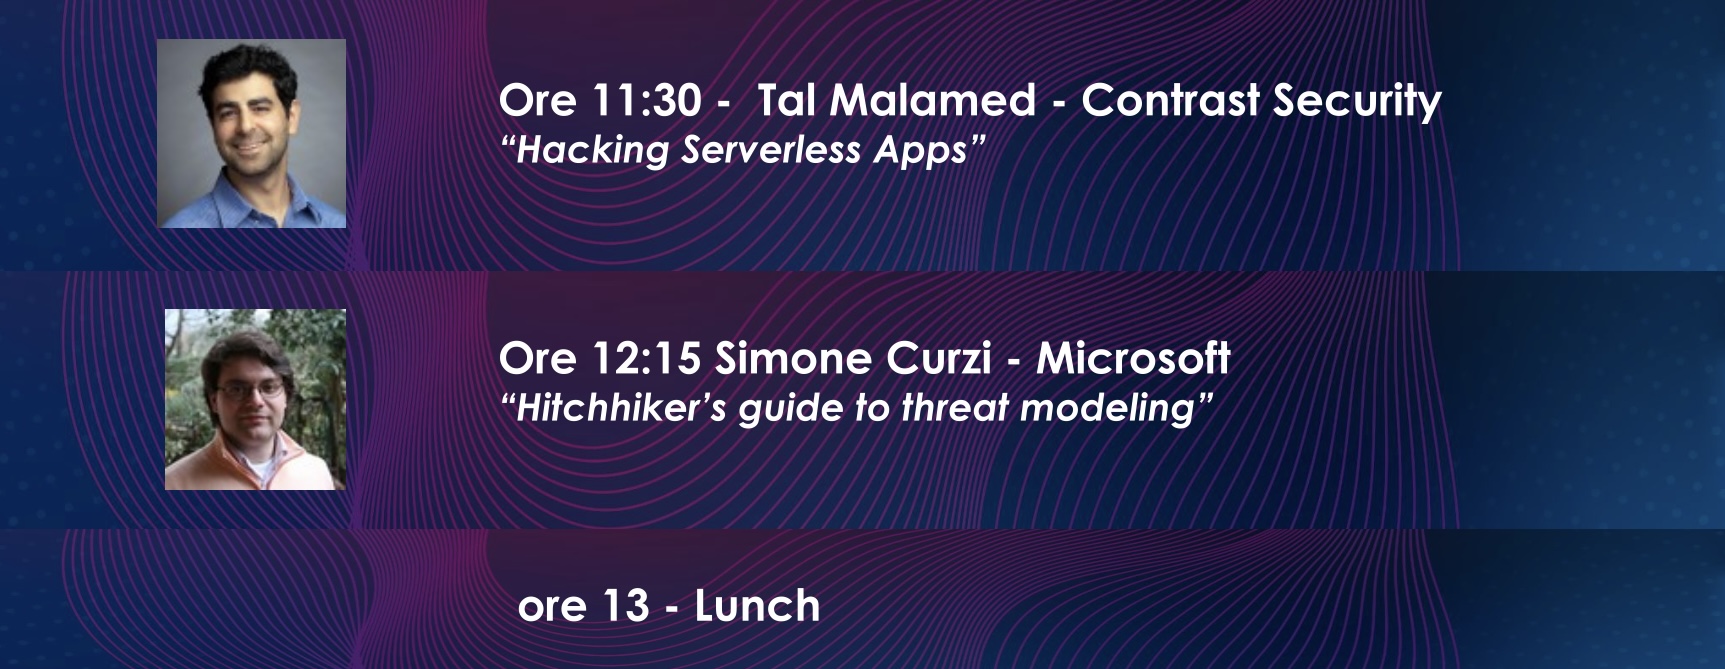 Ore 11:30 -  Tal Malamed - Contrast Security
“Hacking Serverless Apps”
Ore 12:15 Simone Curzi - Microsoft
“Hitchhiker’s guide to threat modeling”
ore 13 - Lunch